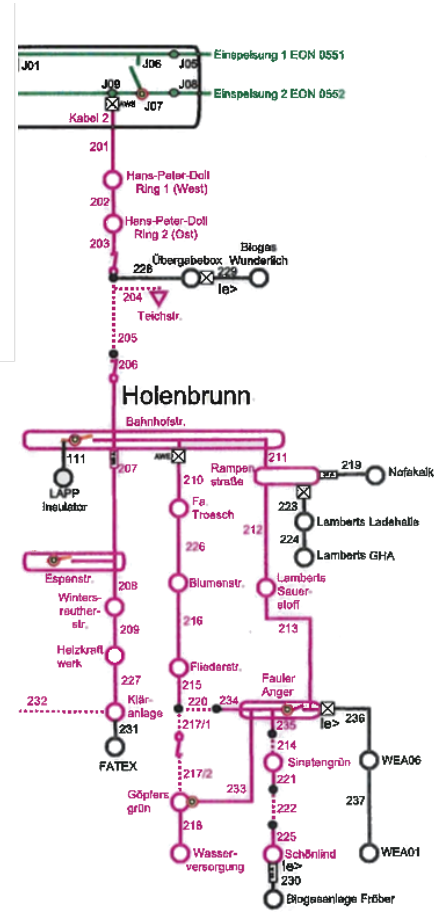 J01
J06
J05
Einspeisung 1 EON 0551
J09
J08
J07
Einspeisung 2 EON 0552
AWE
Kabel 2
201
Hans-Peter-Doll
Ring 1 (West)
202
Hans-Peter-Doll
Ring 2 (Ost)
203
228
Übergabebox
229
Ie>
Biogas
Wunderlich
204
Teichstr.
205
206
Holenbrunn
Bahnhofstr.
111
LAPP
Insulator
207
AWE
210
211
Rampen
straße
219
Nofakalk
Fa.
Troesch
212
223
Lamberts Ladehalle
224
Lamberts GHA
226
Espenstr.
208
Winters-
reuther-
str.
Blumenstr.
Lamberts
Sauer-
stoff
209
216
213
Heizkraft
werk
227
Fliederstr.
215
Fauler
Anger
232
Klär-
anlage
220
234
231
FATEX
217/1
235
Ie>
236
214
Sinatengrün
WEA06
221
217/2
233
222
237
Göpfers
grün
218
225
Wasser-
versorgung
Schönlind
Ie>
230
WEA01
Biogasanlage Fröber